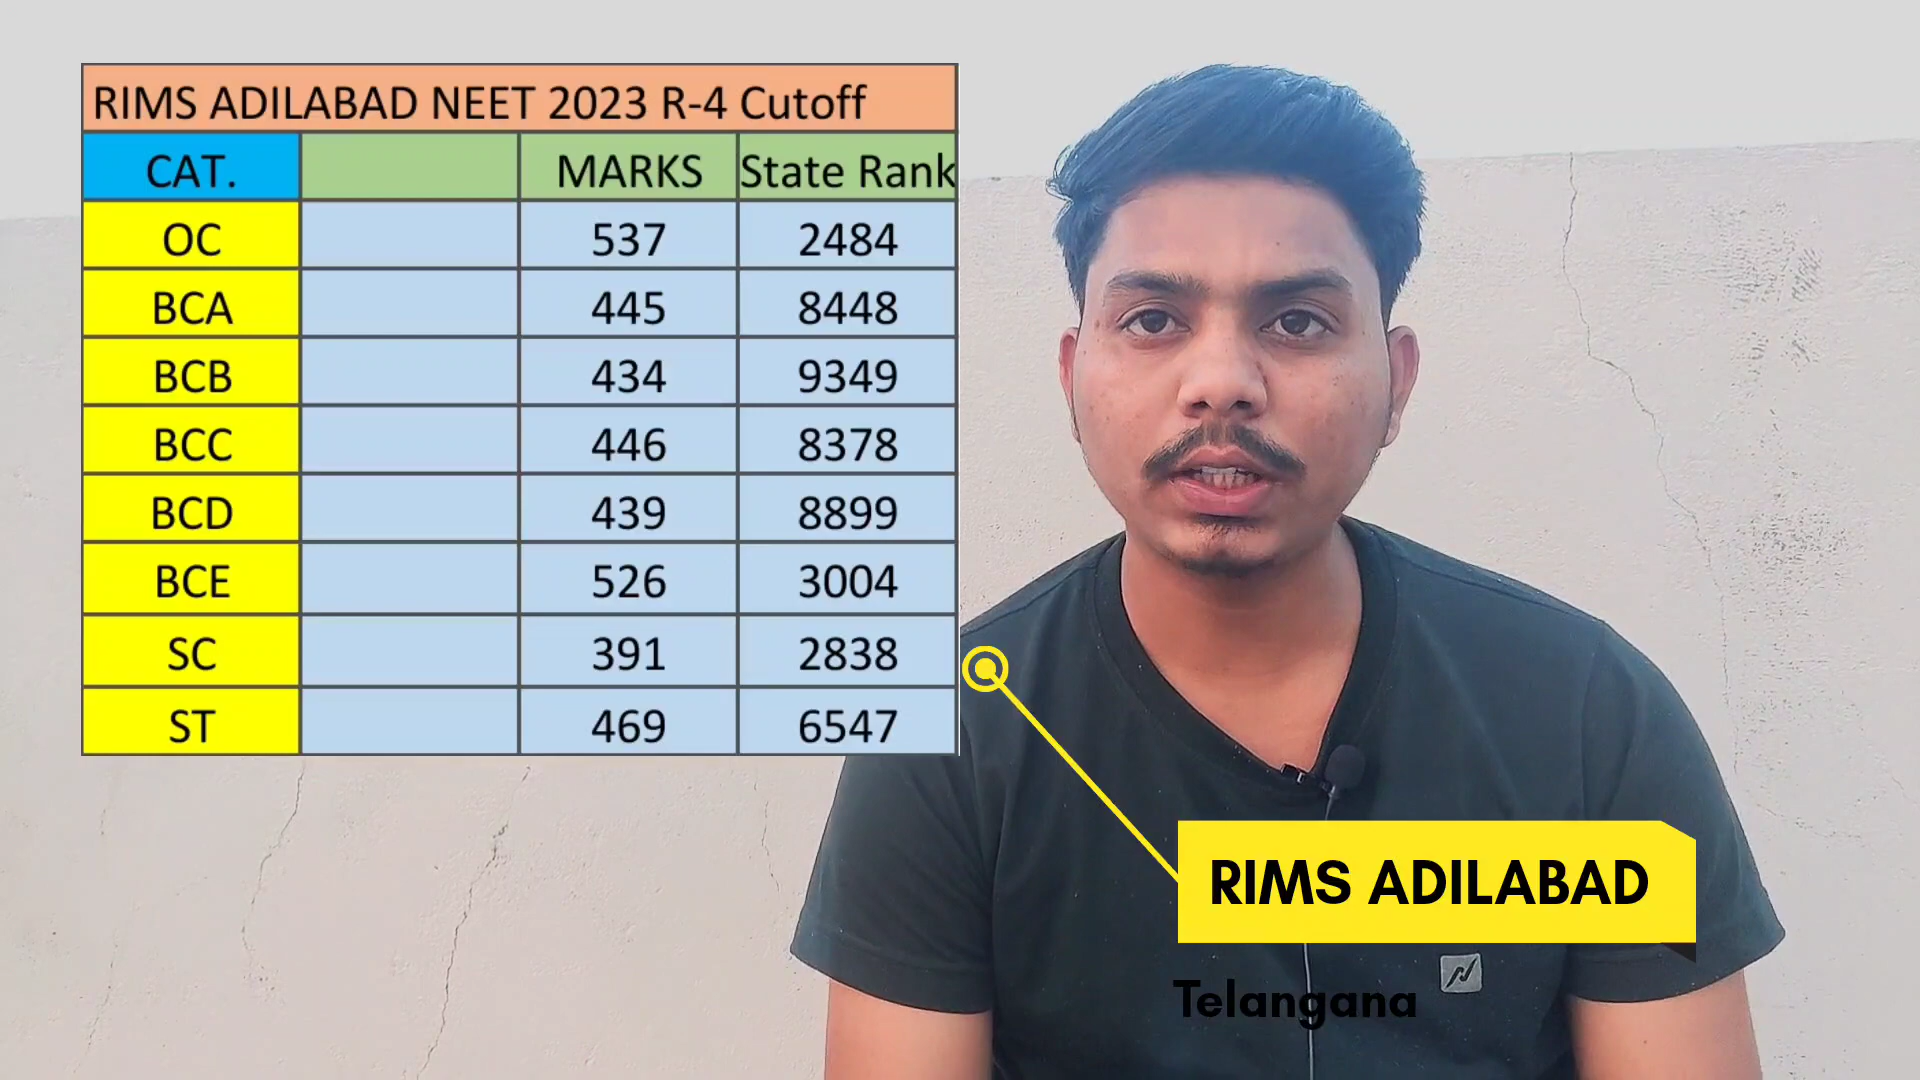 RIMS ADILABAD NEET 2023 R-4 Cutoff
CAT. MARKS State Rank
OC 537 2484
BCA 445 8448
BCB 434 9349
BCC 446 8378
BCD 439 8899
BCE 526 3004
SC 391 2838
ST 469 6547
RIMS ADILABAD
Telangana